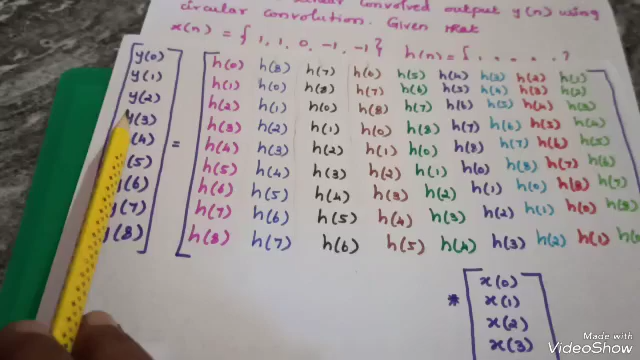 linear convolved output y(n) using
circular convolution. Given that
x(n) = { 1, 1, 0, -1, -1} h(n) = {
y(0) h(0) h(8) h(7) h(6) h(5) h(4) h(3) h(2) h(1)
y(1) h(1) h(0) h(8) h(7) h(6) h(5) h(4) h(3) h(2)
y(2) h(2) h(1) h(0) h(8) h(7) h(6) h(5) h(4) h(3)
y(3) h(3) h(2) h(1) h(0) h(8) h(7) h(6) h(5) h(4)
(4) = h(4) h(3) h(2) h(1) h(0) h(8) h(7) h(6) h(5)
(5) h(5) h(4) h(3) h(2) h(1) h(0) h(8) h(7) h(6)
(6) h(6) h(5) h(4) h(3) h(2) h(1) h(0) h(8) h(7)
(7) h(7) h(6) h(5) h(4) h(3) h(2) h(1) h(0) h(8)
y(8) h(8) h(7) h(6) h(5) h(4) h(3) h(2) h(1) h(0
* x(0)
x(1)
x(2)
x(3)
Made with
VideoShow